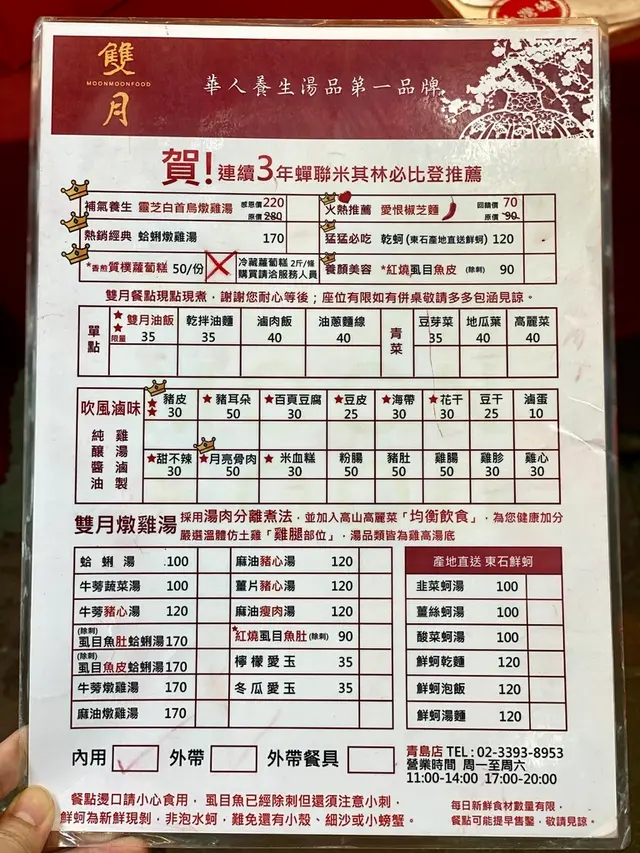 雙月
MOONMOONFOOD
華人養生湯品第一品牌
賀!連續3年蟬聯米其林必比登推薦
補氣養生 靈芝白首烏燉雞湯 感恩價220 原價280
火熱推薦 愛恨椒芝麵 回饋價 70 原價 90
熱銷經典 蛤蜊燉雞湯 170
猛猛必吃 乾蚵(東石產地直送鮮蚵) 120
*香煎質樸蘿蔔糕 50/份 冷藏蘿蔔糕 2斤/條 購買請洽服務人員
養顏美容 *紅燒虱目魚皮 (除刺) 90
雙月餐點現點現煮,謝謝您耐心等後;座位有限如有併桌敬請多多包涵見諒。
單點 ★★限量 雙月油飯 35 乾拌油麵 35 滷肉飯 40 油蔥麵線 40 青菜 豆芽菜 35 地瓜葉 40 高麗菜 40
吹風滷味
純雞釀湯醬滷油製
★★豬皮 30 ★豬耳朵 50 ★百頁豆腐 30 ★豆皮 25 ★海帶 30 ★花干 30 豆干 25 滷蛋 10
★甜不辣 30 ★月亮骨肉 50 ★米血糕 30 粉腸 50 豬肚 50 雞腸 50 雞胗 30 雞心 30
雙月燉雞湯 採用湯肉分離煮法,並加入高山高麗菜「均衡飲食」,為您健康加分
嚴選溫體仿土雞「雞腿部位」,湯品類皆為雞高湯底
蛤蜊湯 100
牛蒡蔬菜湯 100
牛蒡豬心湯 120
(除刺) 虱目魚肚蛤蜊湯 170
(除刺) 虱目魚皮蛤蜊湯 170
牛蒡燉雞湯 170
麻油燉雞湯 170
麻油豬心湯 120
薑片豬心湯 120
麻油瘦肉湯 120
*紅燒虱目魚肚 (除刺) 90
檸檬愛玉 35
冬瓜愛玉 35
產地直送 東石鮮蚵
韭菜蚵湯 100
薑絲蚵湯 100
酸菜蚵湯 100
鮮蚵乾麵 120
鮮蚵泡飯 120
鮮蚵湯麵 120
內用 外帶 外帶餐具
青島店 TEL:02-3393-8953
營業時間 周一至周六
11:00-14:00 17:00-20:00
餐點燙口請小心食用,虱目魚已經除刺但還須注意小刺,
鮮蚵為新鮮現剝,非泡水蚵,難免還有小殼、細沙或小螃蟹。
每日新鮮食材數量有限,
餐點可能提早售罄,敬請見諒。